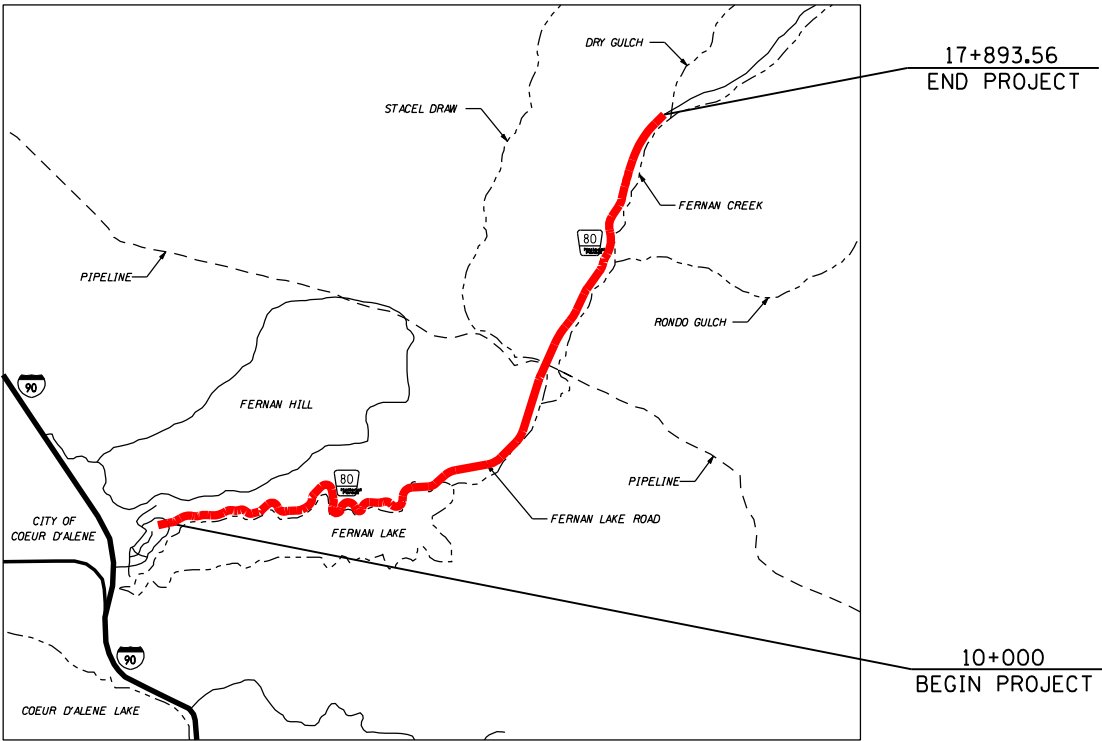 DRY GULCH
17+893.56
END PROJECT
STACEL DRAW
FERNAN CREEK
80
PIPELINE
RONDO GULCH
90
FERNAN HILL
80
PIPELINE
CITY OF
COEUR D'ALENE
FERNAN LAKE ROAD
FERNAN LAKE
90
10+000
BEGIN PROJECT
COEUR D'ALENE LAKE